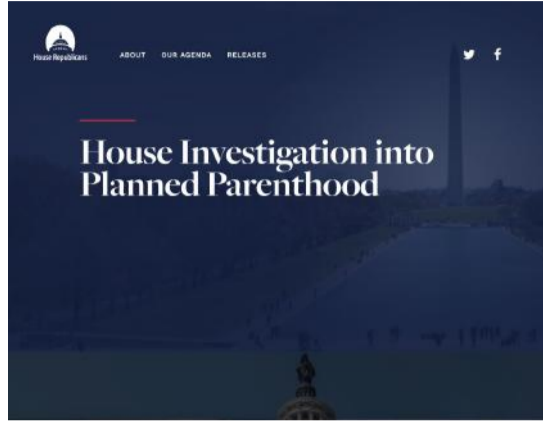 House Republicans
ABOUT OUR AGENDA RELEASES
House Investigation into
Planned Parenthood